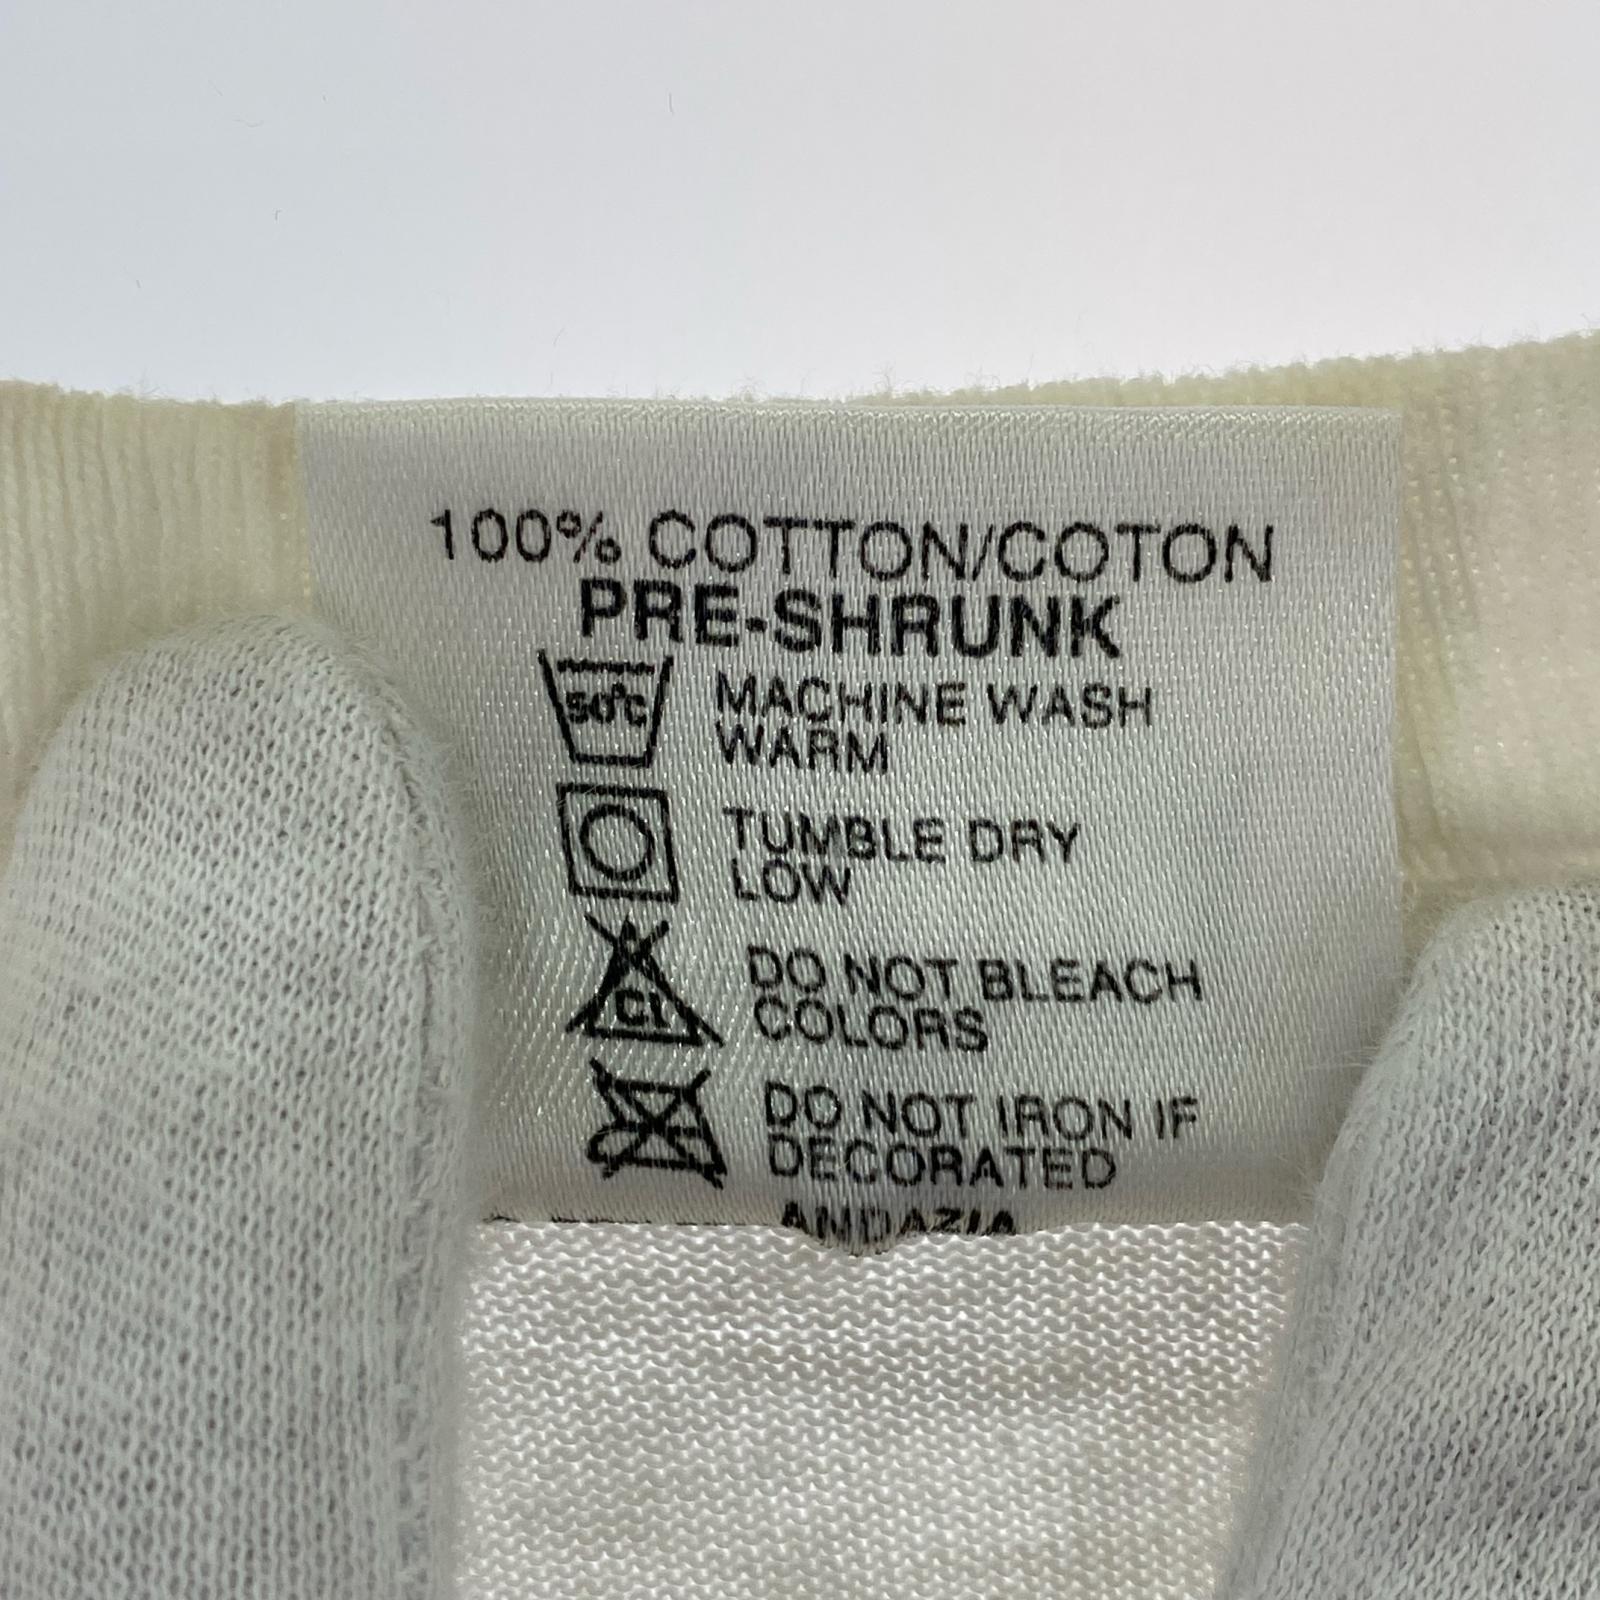 100% COTTON/COTON
PRE-SHRUNK
50°C MACHINE WASH
WARM
TUMBLE DRY
LOW
DO NOT BLEACH
Cl COLORS
DO NOT IRON IF
DECORATED
ANDAZIA